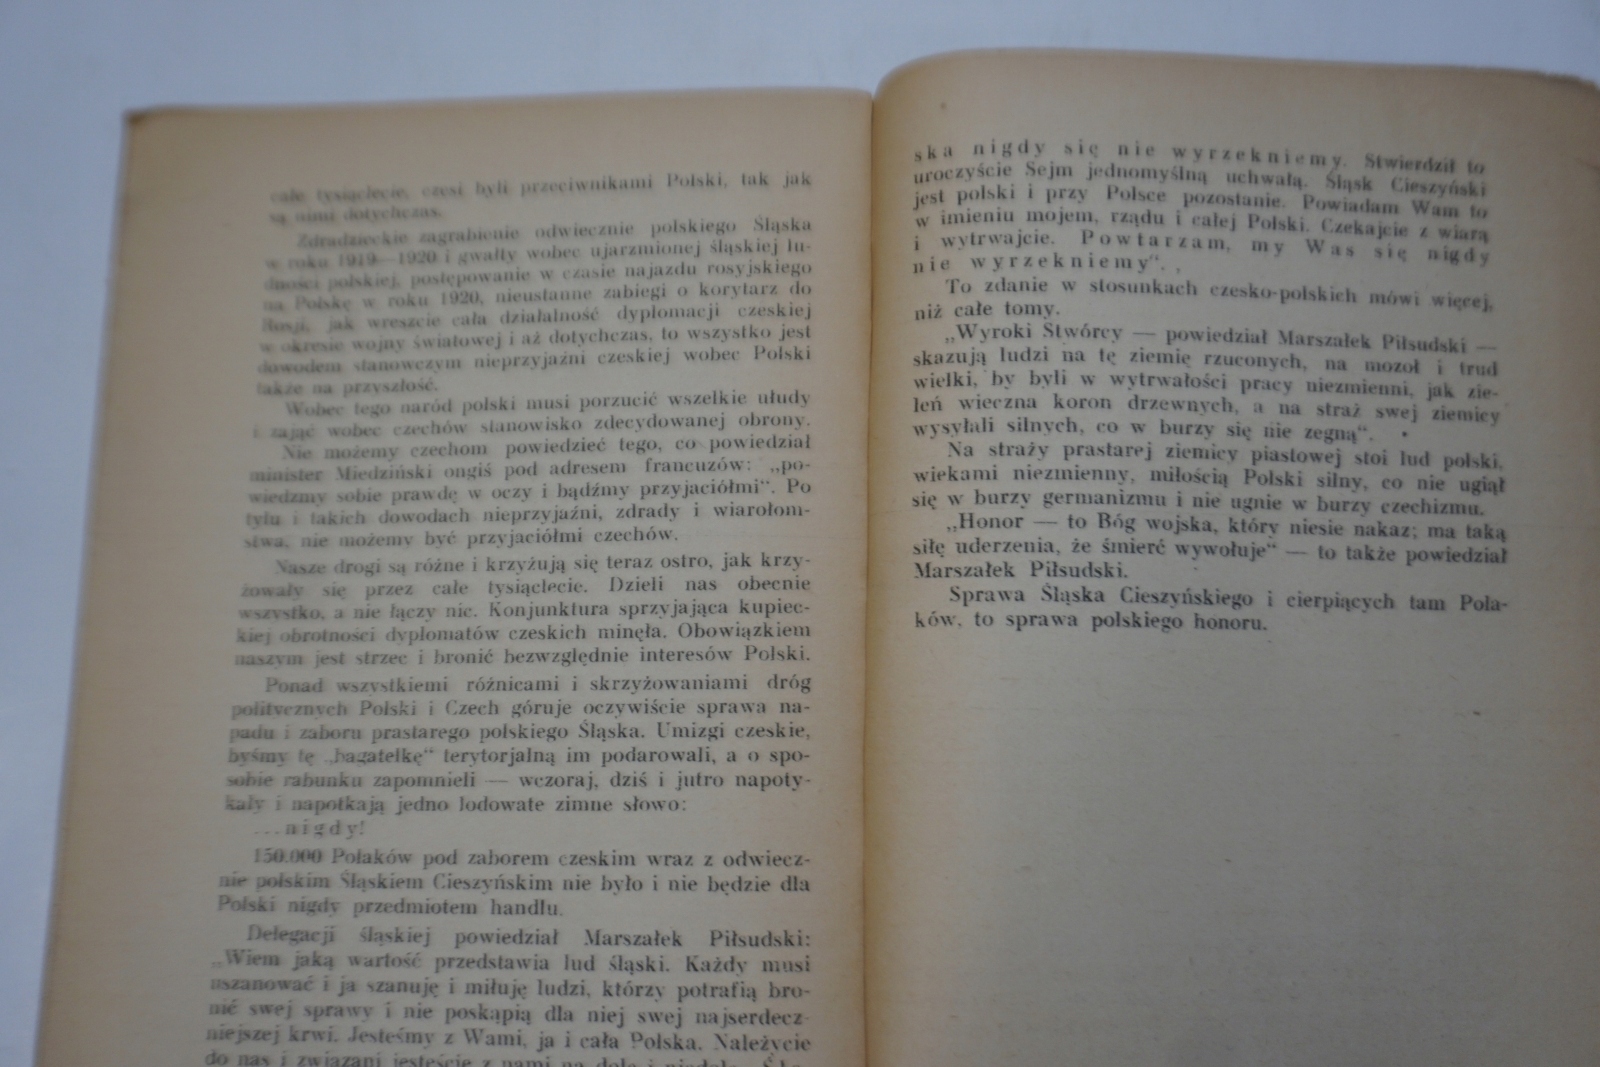 całe tysiąclecie, czesi byli przeciwnikami Polski, tak jak
są nimi dotychczas.
Zdradzieckie zagrabienie odwiecznie polskiego Śląska
w roku 1919—1920 i gwałty wobec ujarzmionej śląskiej lu-
dności polskiej, postępowanie w czasie najazdu rosyjskiego
na Polskę w roku 1920, nieustanne zabiegi o korytarz do
Rosji, jak wreszcie cała działalność dyplomacji czeskiej
w okresie wojny światowej i aż dotychczas, to wszystko jest
dowodem stanowczym nieprzyjaźni czeskiej wobec Polski
także na przyszłość.
Wobec tego naród polski musi porzucić wszelkie ułudy
i zająć wobec czechów stanowisko zdecydowanej obrony.
Nie możemy czechom powiedzieć tego, co powiedział
minister Miedziński ongiś pod adresem francuzów: „po-
wiedzmy sobie prawdę w oczy i bądźmy przyjaciółmi“. Po
tylu i takich dowodach nieprzyjaźni, zdrady i wiarołom-
stwa, nie możemy być przyjaciółmi czechów.
Nasze drogi są różne i krzyżują się teraz ostro, jak krzy-
żowały się przez całe tysiąclecie. Dzieli nas obecnie
wszystko, a nie łączy nic. Konjunktura sprzyjająca kupiec-
kiej obrotności dyplomatów czeskich minęła. Obowiązkiem
naszym jest strzec i bronić bezwzględnie interesów Polski.
Ponad wszystkiemi różnicami i skrzyżowaniami dróg
politycznych Polski i Czech góruje oczywiście sprawa na-
padu i zaboru prastarego polskiego Śląska. Umizgi czeskie,
byśmy tę „bagatelkę“ terytorjalną im podarowali, a o spo-
sobie rabunku zapomnieli — wczoraj, dziś i jutro napoty-
kały i napotkają jedno lodowate zimne słowo:
...nigdy!
150.000 Polaków pod zaborem czeskim wraz z odwiecz-
nie polskim Śląskiem Cieszyńskim nie było i nie będzie dla
Polski nigdy przedmiotem handlu.
Delegacji śląskiej powiedział Marszałek Piłsudski:
„Wiem jaką wartość przedstawia lud śląski. Każdy musi
uszanować i ja szanuję i miłuję ludzi, którzy potrafią bro-
nić swej sprawy i nie poskąpią dla niej swej najserdecz-
niejszej krwi. Jesteśmy z Wami, ja i cała Polska. Należycie
do nas i związani jesteście z nami na dolę i niedolę. Ślą-
ska nigdy się nie wyrzekniemy. Stwierdził to
uroczyście Sejm jednomyślną uchwałą. Śląsk Cieszyński
jest polski i przy Polsce pozostanie. Powiadam Wam to
w imieniu mojem, rządu i całej Polski. Czekajcie z wiarą
i wytrwajcie. Powtarzam, my Was się nigdy
nie wyrzekniemy“.
To zdanie w stosunkach czesko-polskich mówi więcej,
niż całe tomy.
„Wyroki Stwórcy — powiedział Marszałek Piłsudski —
skazują ludzi na tę ziemię rzuconych, na mozół i trud
wielki, by byli w wytrwałości pracy niezmienni, jak zie-
leń wieczna koron drzewnych, a na straż swej ziemicy
wysyłali silnych, co w burzy się nie zegną“.
Na straży prastarej ziemicy piastowej stoi lud polski,
wiekami niezmienny, miłością Polski silny, co nie ugiął
się w burzy germanizmu i nie ugnie w burzy czechizmu.
„Honor — to Bóg wojska, który niesie nakaz; ma taką
siłę uderzenia, że śmierć wywołuje“ — to także powiedział
Marszałek Piłsudski.
Sprawa Śląska Cieszyńskiego i cierpiących tam Pola-
ków, to sprawa polskiego honoru.